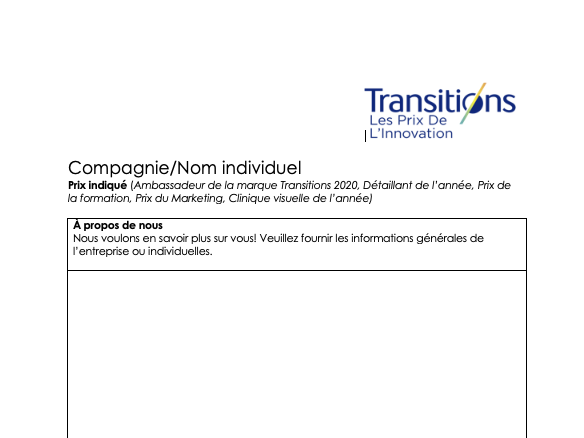 Transitions
Les Prix De
L'Innovation
Compagnie/Nom individuel
Prix indiqué (Ambassadeur de la marque Transitions 2020, Détaillant de l'année, Prix de
la formation, Prix du Marketing, Clinique visuelle de l'année)
À propos de nous
Nous voulons en savoir plus sur vous! Veuillez fournir les informations générales de
l'entreprise ou individuelles.